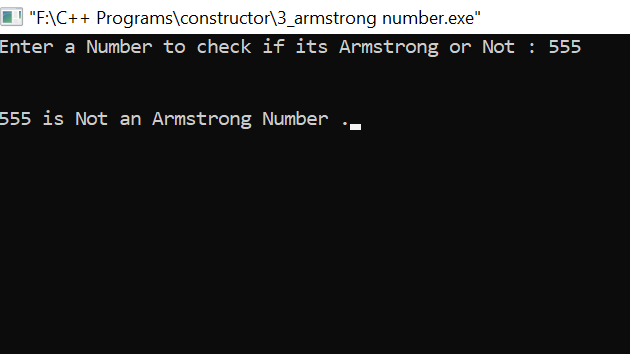 "F:\C++ Programs\constructor\3_armstrong number.exe"
Enter a Number to check if its Armstrong or Not : 555
555 is Not an Armstrong Number .